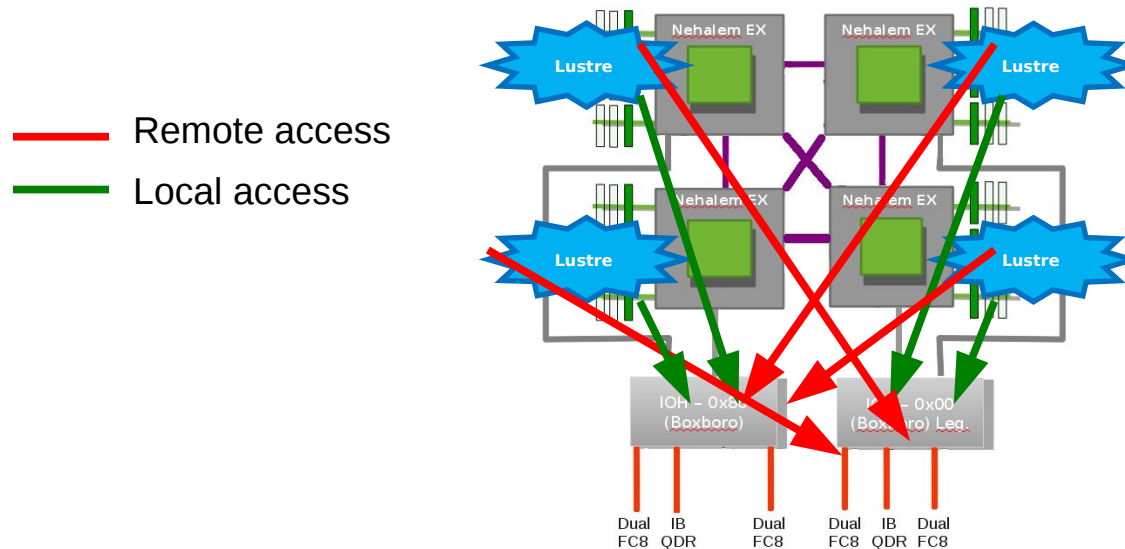 Remote access
Local access
Nehalem EX
Nehalem EX
Lustre
Lustre
Nehalem EX
Nehalem EX
Lustre
Lustre
IOH – 0x80
(Boxboro)
– 0x00
(Boxboro) Leg.
Dual
FC8
IB
QDR
Dual
FC8
Dual
FC8
IB
QDR
Dual
FC8